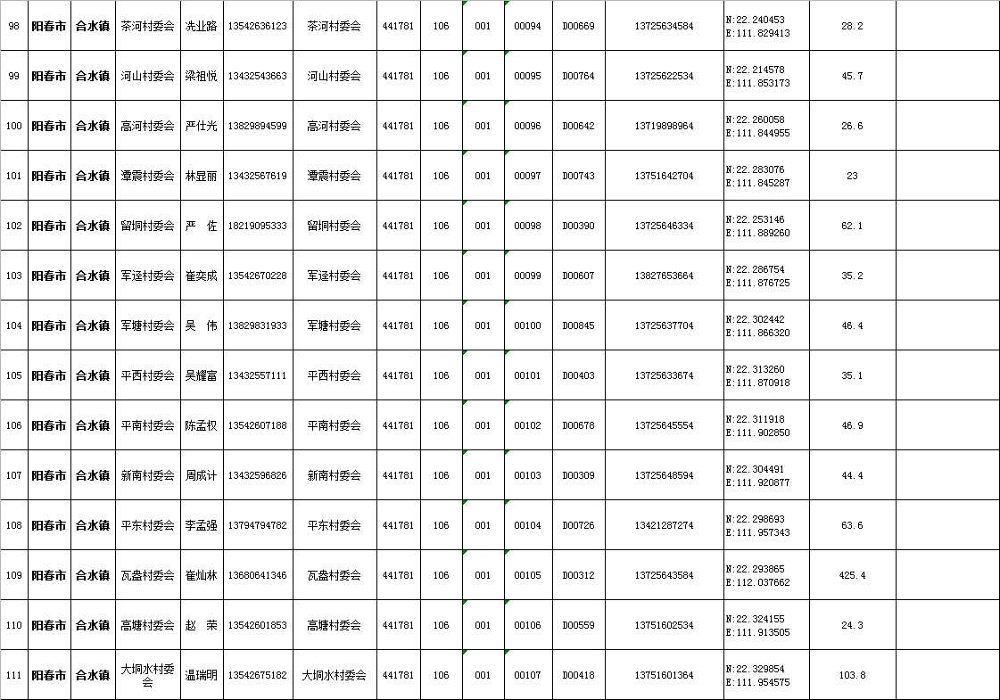 98 阳春市 合水镇 茶河村委会 冼业路 13542636123 茶河村委会 441781 106 001 00094 D00669 13725634584 N:22.240453 E:111.829413 28.2
99 阳春市 合水镇 河山村委会 梁祖悦 13432543663 河山村委会 441781 106 001 00095 D00764 13725622534 N:22.214578 E:111.853173 45.7
100 阳春市 合水镇 高河村委会 严仕光 13829894599 高河村委会 441781 106 001 00096 D00642 13719898964 N:22.260058 E:111.844955 26.6
101 阳春市 合水镇 潭震村委会 林显丽 13432567619 潭震村委会 441781 106 001 00097 D00743 13751642704 N:22.283076 E:111.845287 23
102 阳春市 合水镇 留垌村委会 严　佐 18219095333 留垌村委会 441781 106 001 00098 D00390 13725646334 N:22.253146 E:111.889260 62.1
103 阳春市 合水镇 军迳村委会 崔奕成 13542670228 军迳村委会 441781 106 001 00099 D00607 13827653664 N:22.286754 E:111.876725 35.2
104 阳春市 合水镇 军塘村委会 吴　伟 13829831933 军塘村委会 441781 106 001 00100 D00845 13725637704 N:22.302442 E:111.866320 46.4
105 阳春市 合水镇 平西村委会 吴耀富 13432557111 平西村委会 441781 106 001 00101 D00403 13725633674 N:22.313260 E:111.870918 35.1
106 阳春市 合水镇 平南村委会 陈孟权 13542607188 平南村委会 441781 106 001 00102 D00678 13725645554 N:22.311918 E:111.902850 46.9
107 阳春市 合水镇 新南村委会 周成计 13432596826 新南村委会 441781 106 001 00103 D00309 13725648594 N:22.304491 E:111.920877 44.4
108 阳春市 合水镇 平东村委会 李孟强 13794794782 平东村委会 441781 106 001 00104 D00726 13421287274 N:22.298693 E:111.957343 63.6
109 阳春市 合水镇 瓦盎村委会 崔灿林 13680641346 瓦盎村委会 441781 106 001 00105 D00312 13725643584 N:22.293865 E:112.037662 425.4
110 阳春市 合水镇 高塘村委会 赵　荣 13542601853 高塘村委会 441781 106 001 00106 D00559 13751602534 N:22.324155 E:111.913505 24.3
111 阳春市 合水镇 大垌水村委会 温瑞明 13542675182 大垌水村委会 441781 106 001 00107 D00418 13751601364 N:22.329854 E:111.954575 103.8